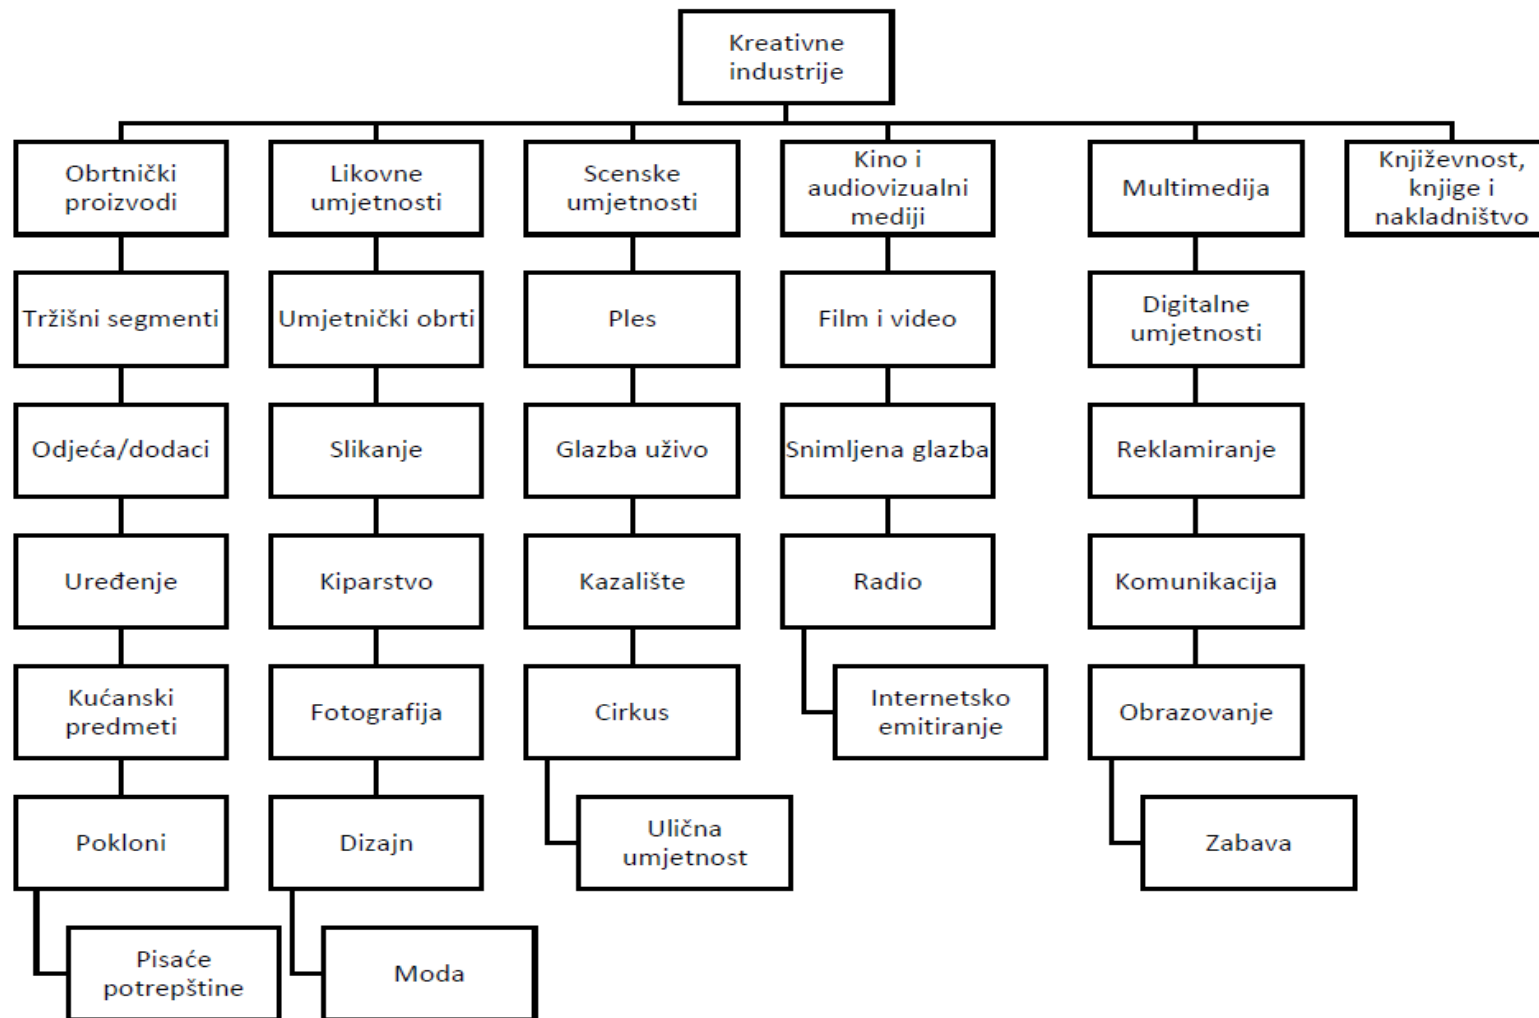 Kreativne
industrije
Obrtnički
proizvodi
Likovne
umjetnosti
Scenske
umjetnosti
Kino i
audiovizualni
mediji
Multimedija
Književnost,
knjige i
nakladništvo
Tržišni segmenti
Umjetnički obrti
Ples
Film i video
Digitalne
umjetnosti
Odjeća/dodaci
Slikanje
Glazba uživo
Snimljena glazba
Reklamiranje
Uređenje
Kiparstvo
Kazalište
Radio
Komunikacija
Kućanski
predmeti
Fotografija
Cirkus
Internetsko
emitiranje
Obrazovanje
Pokloni
Dizajn
Ulična
umjetnost
Zabava
Pisaće
potrepštine
Moda